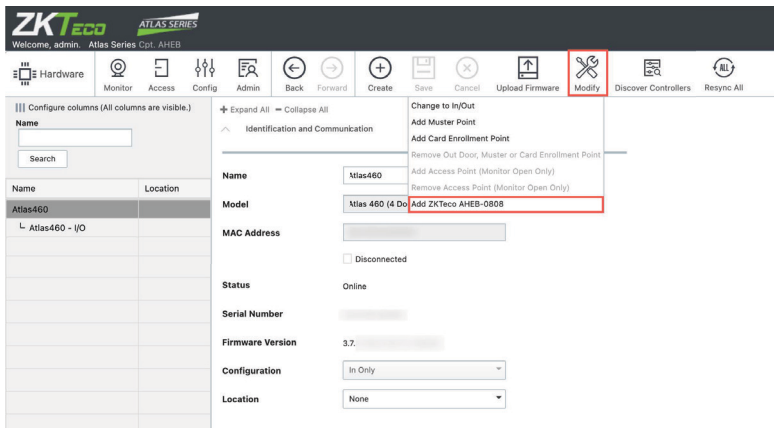 ZKTECO ATLAS SERIES
Welcome, admin. Atlas Series Cpt. AHEB
Hardware Monitor Access Config Admin Back Forward Create Save Cancel Upload Firmware Modify Discover Controllers ALL Resync All
Configure columns (All columns are visible.)
Name
Search
Name Location
Atlas460
Atlas460 - I/O
Expand All Collapse All
Identification and Communication
Change to In/Out
Add Muster Point
Add Card Enrollment Point
Remove Out Door, Muster or Card Enrollment Point
Add Access Point (Monitor Open Only)
Remove Access Point (Monitor Open Only)
Add ZKTeco AHEB-0808
Name Atlas460
Model Atlas 460 (4 Do
MAC Address
Disconnected
Status Online
Serial Number
Firmware Version 3.7.
Configuration In Only
Location None